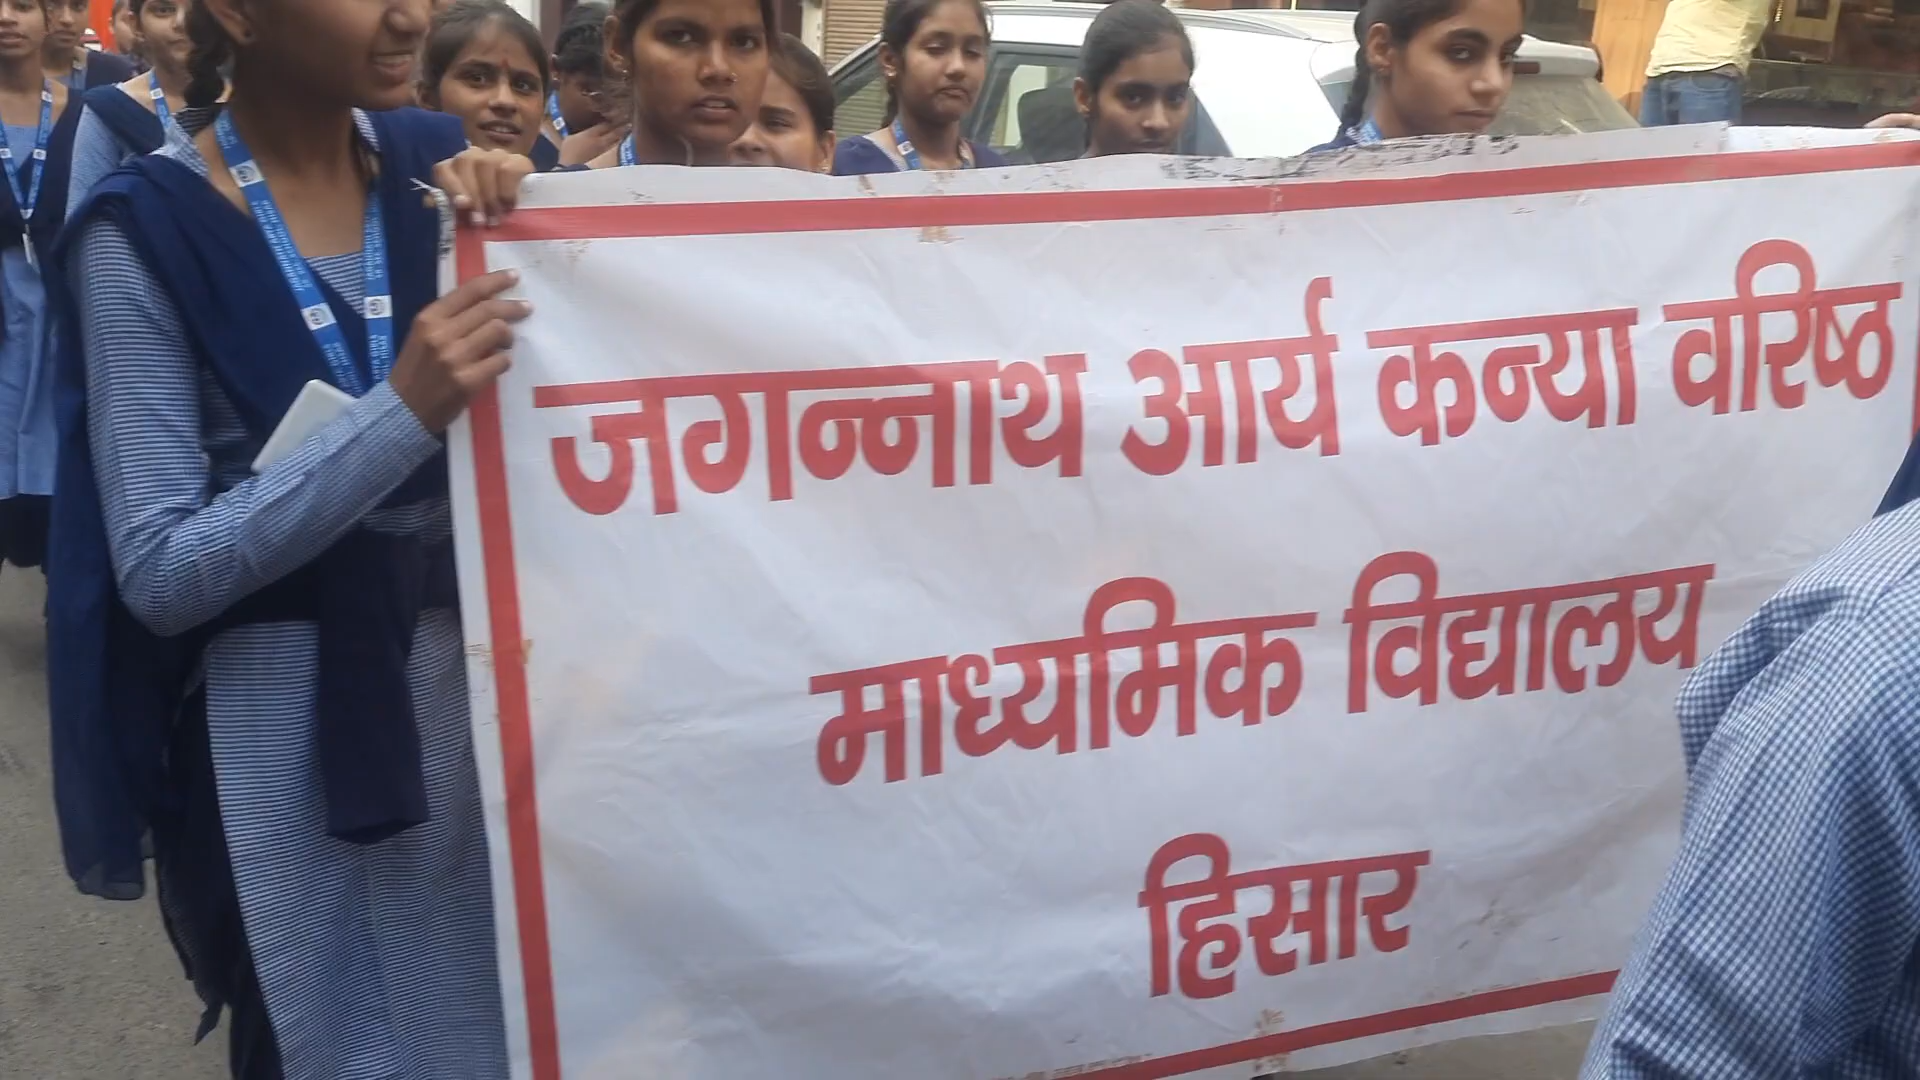 जगन्नाथ आर्य कन्या वरिष्ठ
माध्यमिक विद्यालय
हिसार